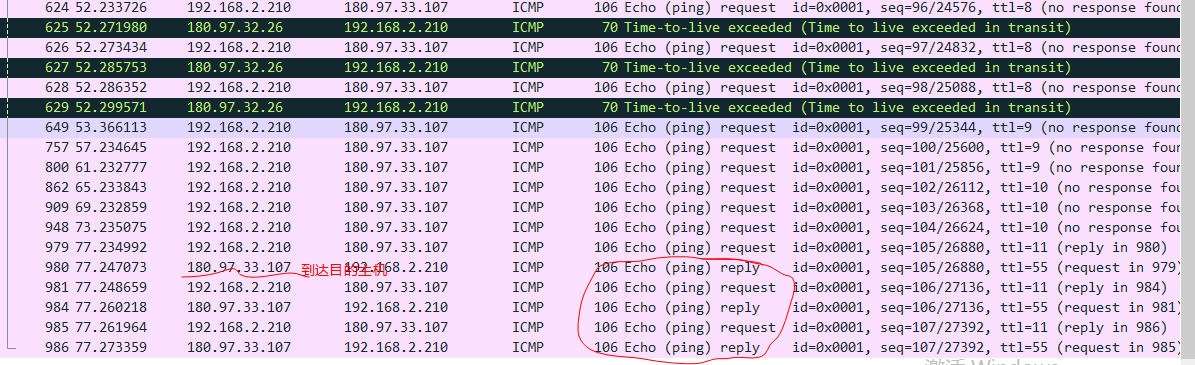 624 52.233726 192.168.2.210 180.97.33.107 ICMP 106 Echo (ping) request id=0x0001, seq=96/24576, ttl=8 (no response found
625 52.271980 180.97.32.26 192.168.2.210 ICMP 70 Time-to-live exceeded (Time to live exceeded in transit)
626 52.273434 192.168.2.210 180.97.33.107 ICMP 106 Echo (ping) request id=0x0001, seq=97/24832, ttl=8 (no response found
627 52.285753 180.97.32.26 192.168.2.210 ICMP 70 Time-to-live exceeded (Time to live exceeded in transit)
628 52.286352 192.168.2.210 180.97.33.107 ICMP 106 Echo (ping) request id=0x0001, seq=98/25088, ttl=8 (no response found
629 52.299571 180.97.32.26 192.168.2.210 ICMP 70 Time-to-live exceeded (Time to live exceeded in transit)
649 53.366113 192.168.2.210 180.97.33.107 ICMP 106 Echo (ping) request id=0x0001, seq=99/25344, ttl=9 (no response found
757 57.234645 192.168.2.210 180.97.33.107 ICMP 106 Echo (ping) request id=0x0001, seq=100/25600, ttl=9 (no response foun
800 61.232777 192.168.2.210 180.97.33.107 ICMP 106 Echo (ping) request id=0x0001, seq=101/25856, ttl=9 (no response foun
862 65.233843 192.168.2.210 180.97.33.107 ICMP 106 Echo (ping) request id=0x0001, seq=102/26112, ttl=10 (no response fou
909 69.232859 192.168.2.210 180.97.33.107 ICMP 106 Echo (ping) request id=0x0001, seq=103/26368, ttl=10 (no response fou
948 73.235075 192.168.2.210 180.97.33.107 ICMP 106 Echo (ping) request id=0x0001, seq=104/26624, ttl=10 (no response fou
979 77.234992 192.168.2.210 180.97.33.107 ICMP 106 Echo (ping) request id=0x0001, seq=105/26880, ttl=11 (reply in 980)
980 77.247073 180.97.33.107 到达目的主机 192.168.2.210 ICMP 106 Echo (ping) reply id=0x0001, seq=105/26880, ttl=55 (request in 979)
981 77.248659 192.168.2.210 180.97.33.107 ICMP 106 Echo (ping) request id=0x0001, seq=106/27136, ttl=11 (reply in 984)
984 77.260218 180.97.33.107 192.168.2.210 ICMP 106 Echo (ping) reply id=0x0001, seq=106/27136, ttl=55 (request in 981)
985 77.261964 192.168.2.210 180.97.33.107 ICMP 106 Echo (ping) request id=0x0001, seq=107/27392, ttl=11 (reply in 986)
986 77.273359 180.97.33.107 192.168.2.210 ICMP 106 Echo (ping) reply id=0x0001, seq=107/27392, ttl=55 (request in 985)
激活 Windows